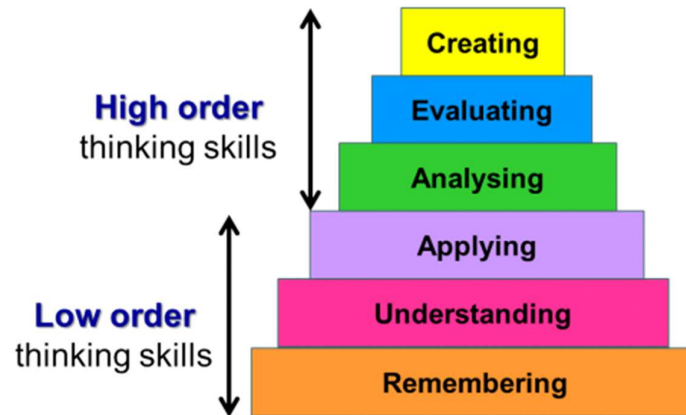 Creating
High order
thinking skills
Evaluating
Analysing
Applying
Low order
thinking skills
Understanding
Remembering